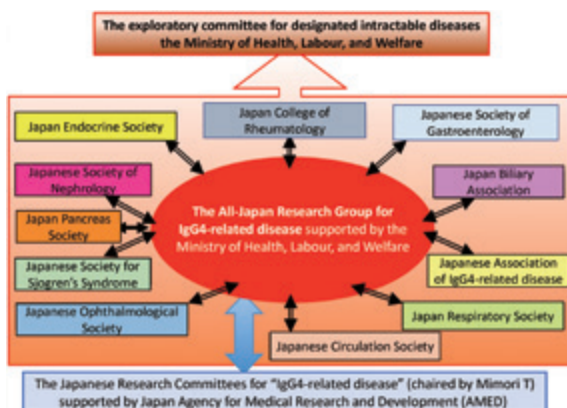 The exploratory committee for designated intractable diseases
the Ministry of Health, Labour, and Welfare
Japan Endocrine Society
Japan College of
Rheumatology
Japanese Society of
Gastroenterology
Japanese Society of
Nephrology
Japan Biliary
Association
Japan Pancreas
Society
The All-Japan Research Group for
IgG4-related disease supported by the
Ministry of Health, Labour, and Welfare
Japanese Society for
Sjogren's Syndrome
Japanese Association
of IgG4-related disease
Japanese Ophthalmological
Society
Japan Respiratory Society
Japanese Circulation Society
The Japanese Research Committees for "IgG4-related disease" (chaired by Mimori T)
supported by Japan Agency for Medical Research and Development (AMED)